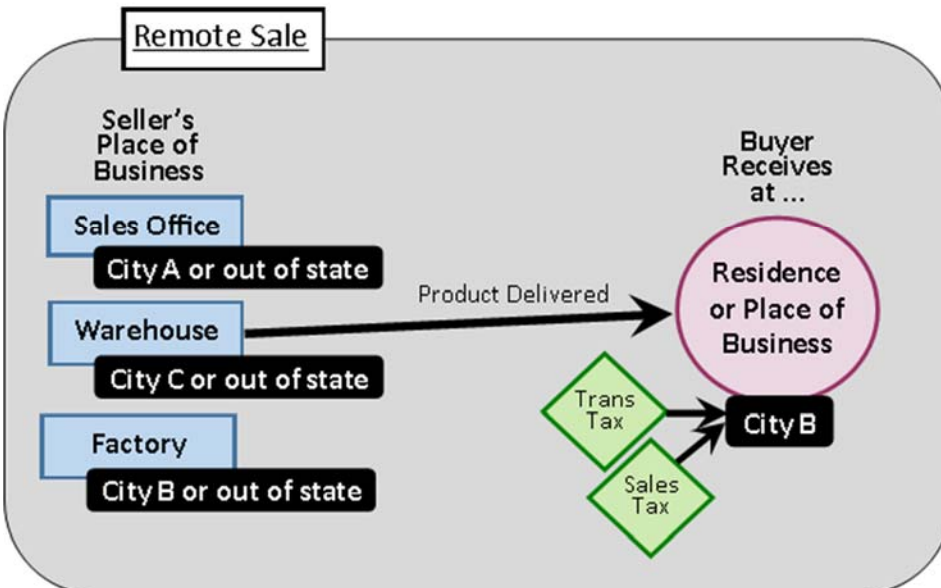 Remote Sale
Seller's
Place of
Business
Sales Office
City A or out of state
Warehouse
City C or out of state
Factory
City B or out of state
Product Delivered
Buyer
Receives
at ...
Residence
or Place of
Business
City B
Trans
Tax
Sales
Tax